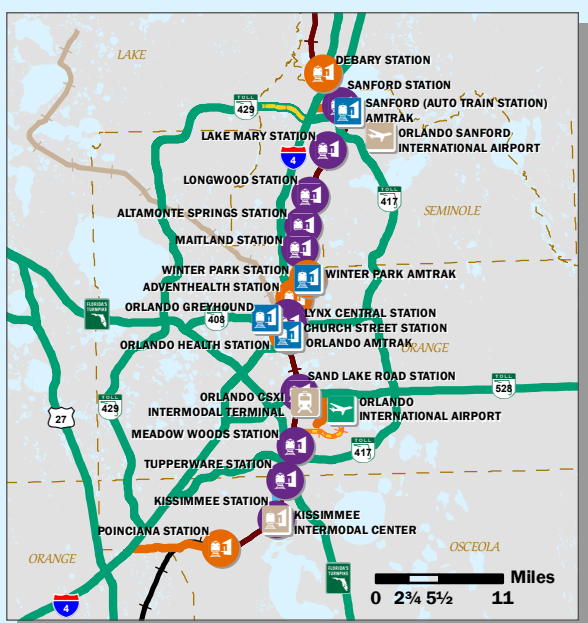 LAKE
DEBARY STATION
SANFORD STATION
TOLL
429
SANFORD (AUTO TRAIN STATION)
AMTRAK
LAKE MARY STATION
ORLANDO SANFORD
INTERNATIONAL AIRPORT
4
LONGWOOD STATION
TOLL
417
ALTAMONTE SPRINGS STATION
SEMINOLE
MAITLAND STATION
WINTER PARK STATION
WINTER PARK AMTRAK
ADVENTHEALTH STATION
ORLANDO GREYHOUND
FLORIDA'S
TURNPIKE
TOLL
408
LYNX CENTRAL STATION
CHURCH STREET STATION
ORLANDO HEALTH STATION
ORLANDO AMTRAK
ORANGE
SAND LAKE ROAD STATION
TOLL
528
ORLANDO CSXI
INTERMODAL TERMINAL
ORLANDO
INTERNATIONAL AIRPORT
TOLL
429
27
MEADOW WOODS STATION
TOLL
417
TUPPERWARE STATION
KISSIMMEE STATION
KISSIMMEE
INTERMODAL CENTER
POINCIANA STATION
ORANGE
OSCEOLA
FLORIDA'S
TURNPIKE
4
Miles
0 2¾ 5½ 11